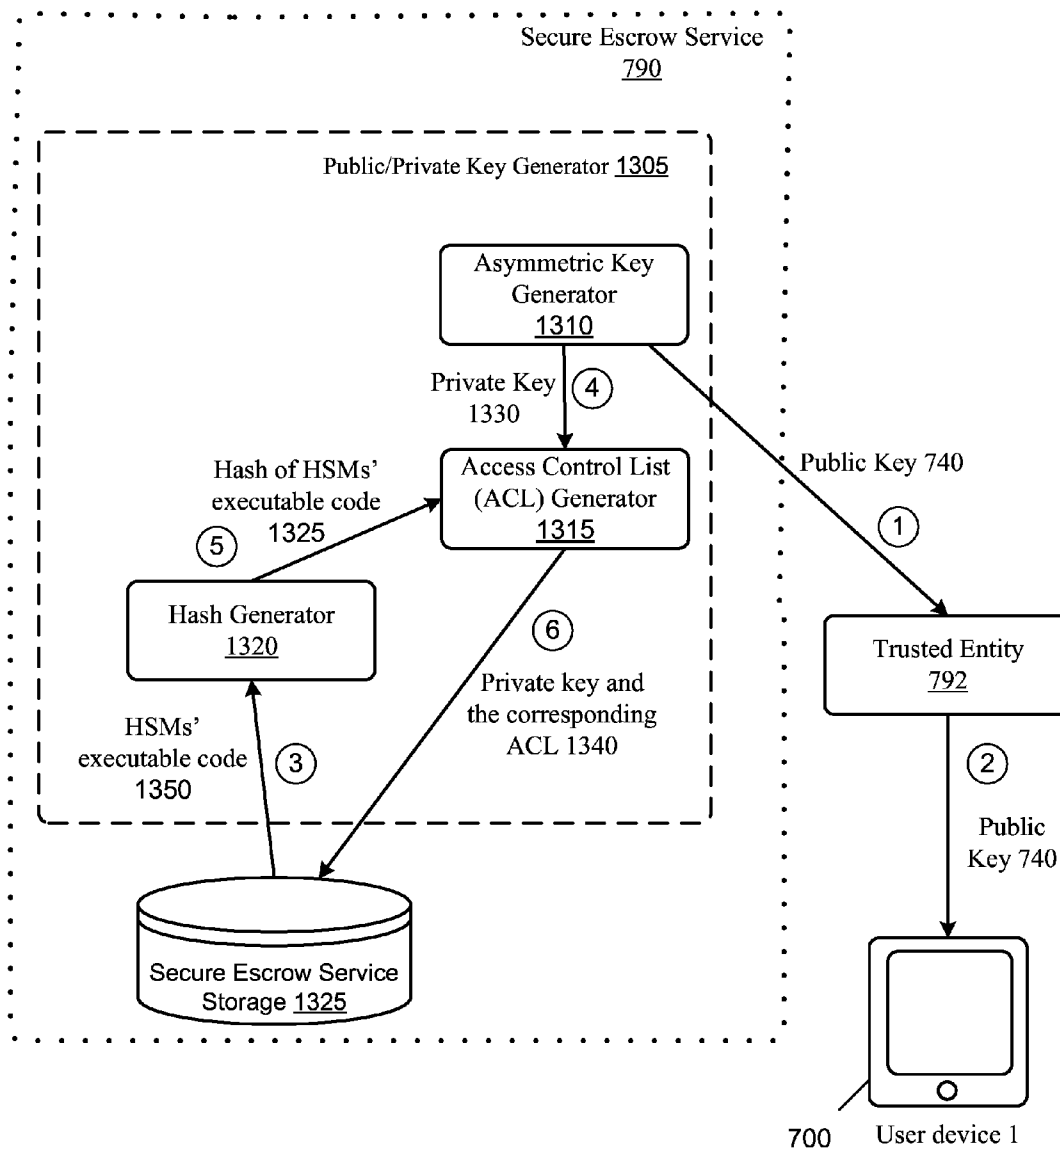 Secure Escrow Service
790
Public/Private Key Generator 1305
Asymmetric Key
Generator
1310
Private Key
1330
4
Hash of HSMs’
executable code
1325
Access Control List
(ACL) Generator
1315
Public Key 740
1
5
Hash Generator
1320
6
Trusted Entity
792
Private key and
the corresponding
ACL 1340
HSMs’
executable code
1350
3
2
Public
Key 740
Secure Escrow Service
Storage 1325
700
User device 1